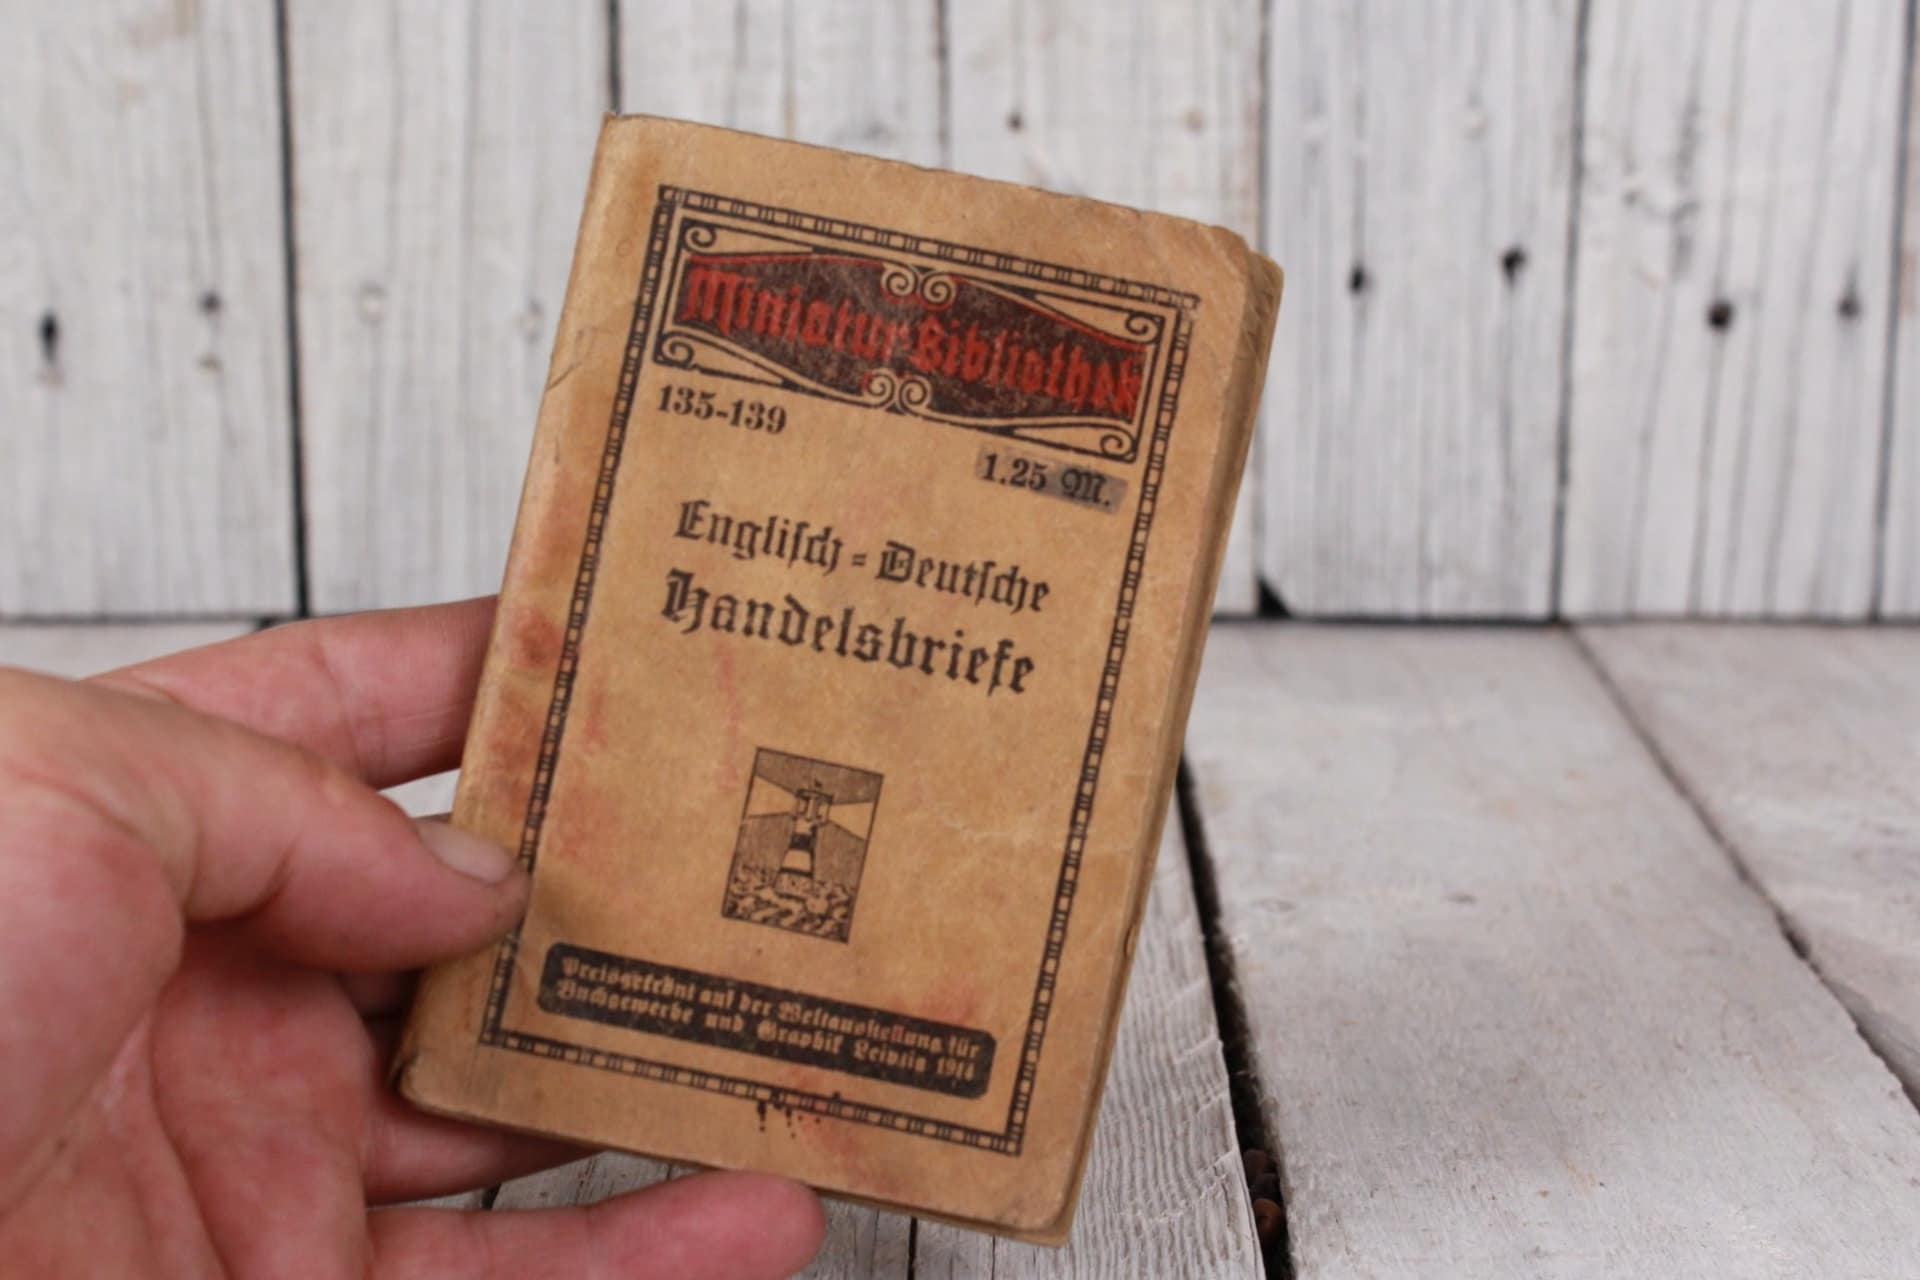 Miniatur-Bibliothek
135-139
1.25 M.
Engliſch = Deutſche
Handelsbriefe
Preisgekrönt auf der Weltausſtellung für
Buchgewerbe und Graphik Leipzig 1914